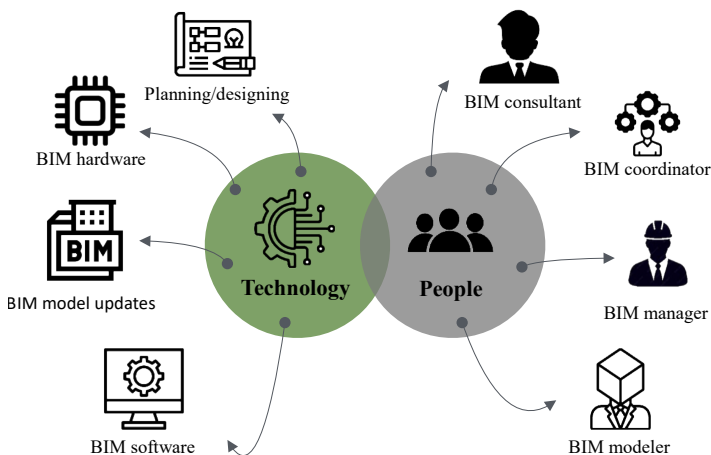 Planning/designing
BIM consultant
BIM hardware
BIM coordinator
BIM
BIM model updates
Technology
People
BIM manager
BIM software
BIM modeler